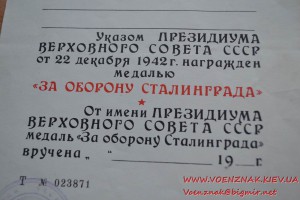 Указом ПРЕЗИДИУМА
ВЕРХОВНОГО СОВЕТА СССР
от 22 декабря 1942 г. награжден
медалью
«ЗА ОБОРОНУ СТАЛИНГРАДА»
От имени ПРЕЗИДИУМА
ВЕРХОВНОГО СОВЕТА СССР
медаль «За оборону Сталинграда»
вручена „ “ 19 г.
Т № 023871
WWW.VOENZNAK.KIEV.UA
Voenznak@bigmir.net